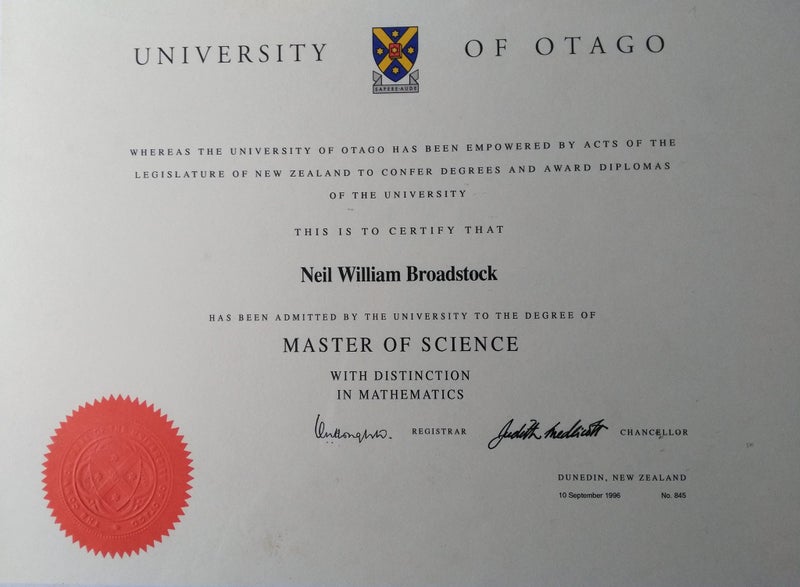 UNIVERSITY OF OTAGO
SAPERE AUDE
WHEREAS THE UNIVERSITY OF OTAGO HAS BEEN EMPOWERED BY ACTS OF THE
LEGISLATURE OF NEW ZEALAND TO CONFER DEGREES AND AWARD DIPLOMAS
OF THE UNIVERSITY
THIS IS TO CERTIFY THAT
Neil William Broadstock
HAS BEEN ADMITTED BY THE UNIVERSITY TO THE DEGREE OF
MASTER OF SCIENCE
WITH DISTINCTION
IN MATHEMATICS
REGISTRAR Judith Medlicott CHANCELLOR
DUNEDIN, NEW ZEALAND
10 September 1996 No. 845